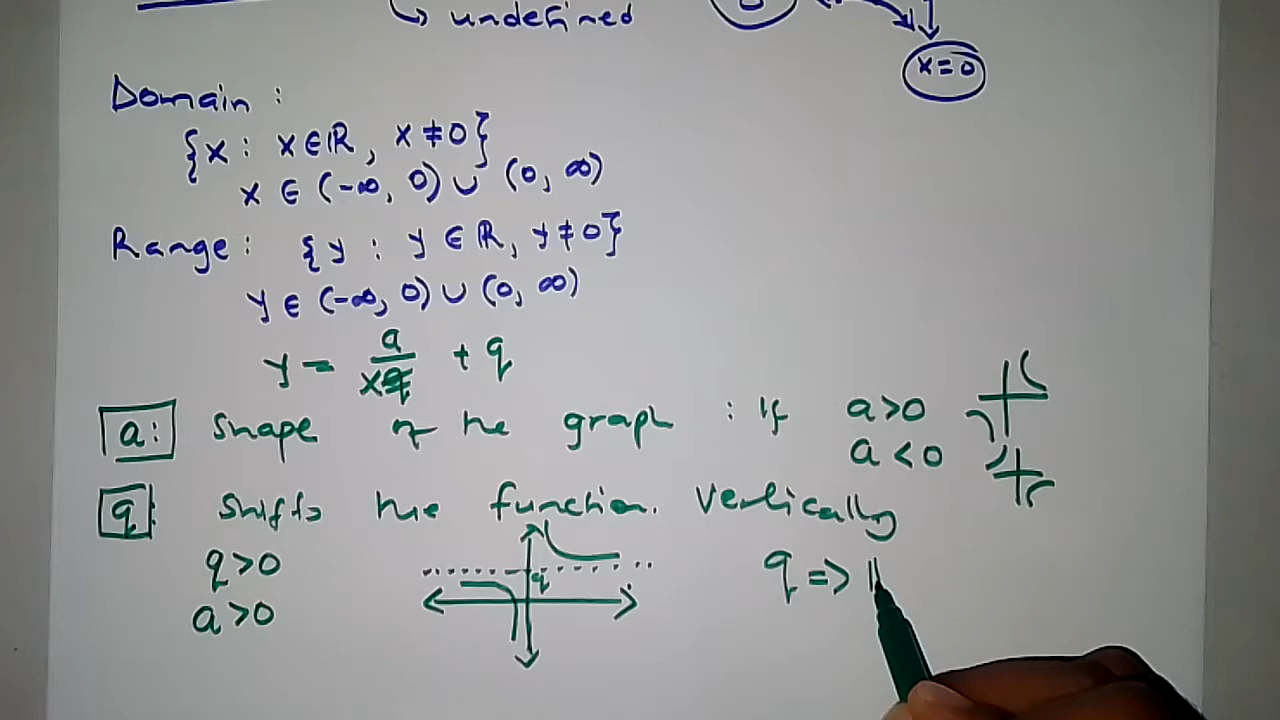 ↳ undefined
x=0
Domain :
{x : x∈ℝ, x≠0}
x ∈ (-∞, 0) ∪ (0, ∞)
Range : {y : y ∈ ℝ, y≠0}
y ∈ (-∞, 0) ∪ (0, ∞)
y = a/x + q
a: Shape of the graph : If a>0
a<0
q: Shifts the function. Vertically
q>0
a>0
q
q =>